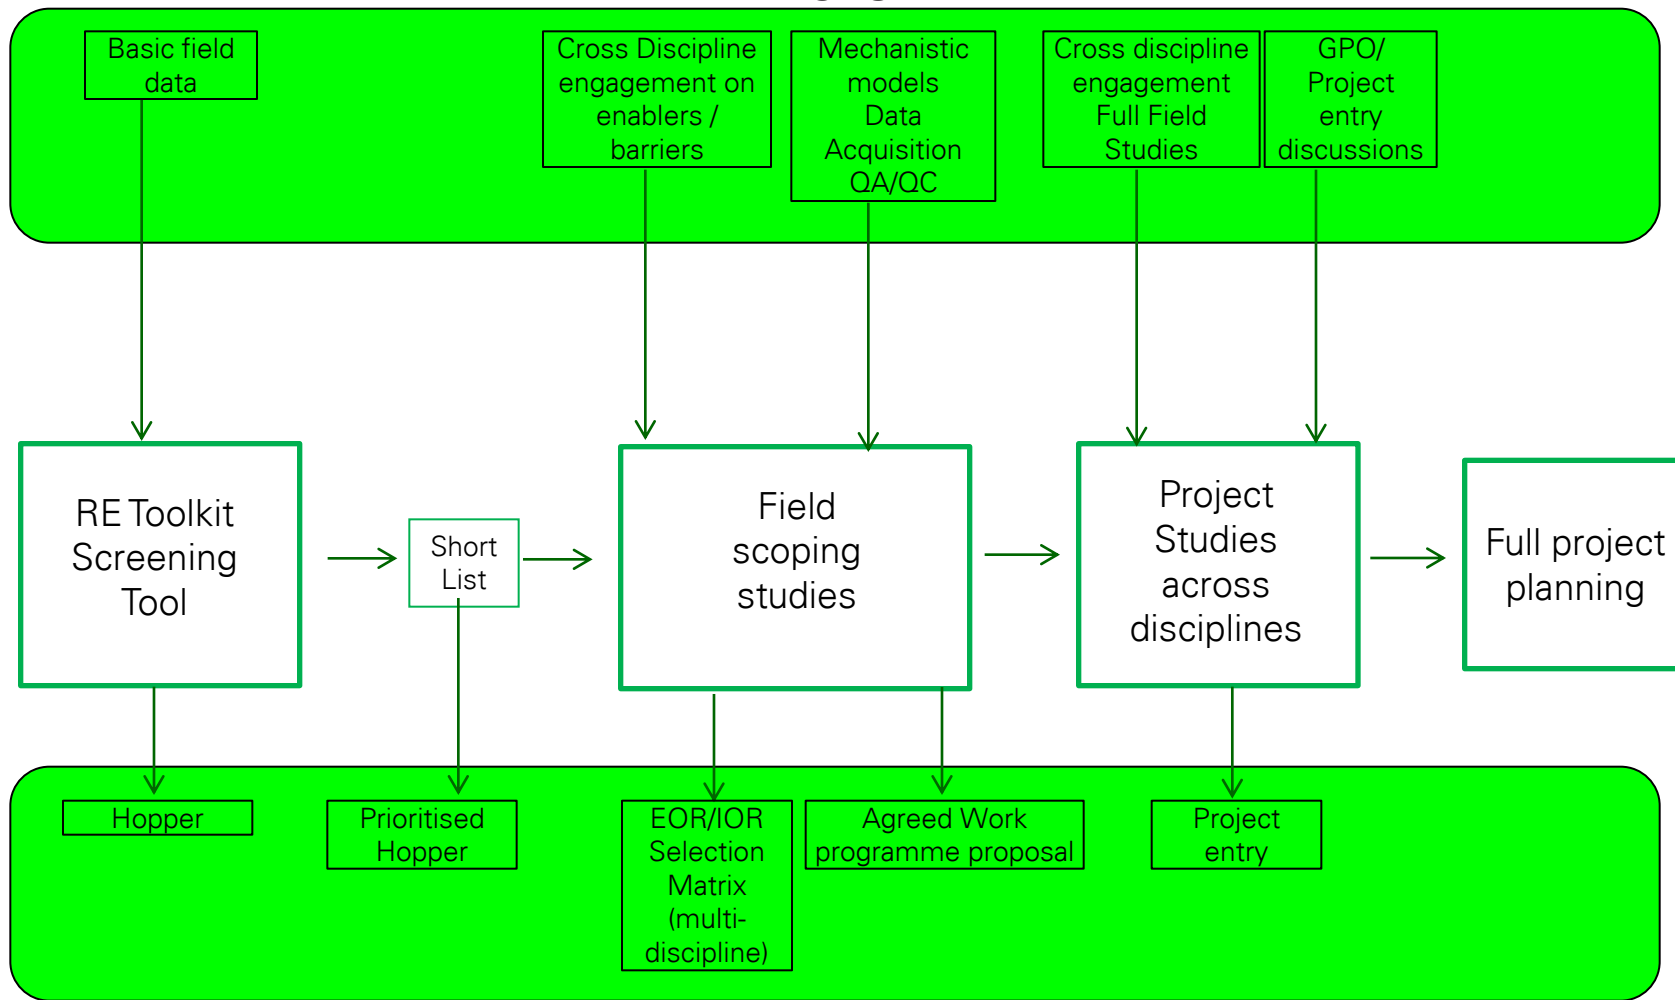 Basic field
data
Cross Discipline
engagement on
enablers /
barriers
Mechanistic
models
Data
Acquisition
QA/QC
Cross discipline
engagement
Full Field
Studies
GPO/
Project
entry
discussions
RE Toolkit
Screening
Tool
Short
List
Field
scoping
studies
Project
Studies
across
disciplines
Full project
planning
Hopper
Prioritised
Hopper
EOR/IOR
Selection
Matrix
(multi-
discipline)
Agreed Work
programme proposal
Project
entry